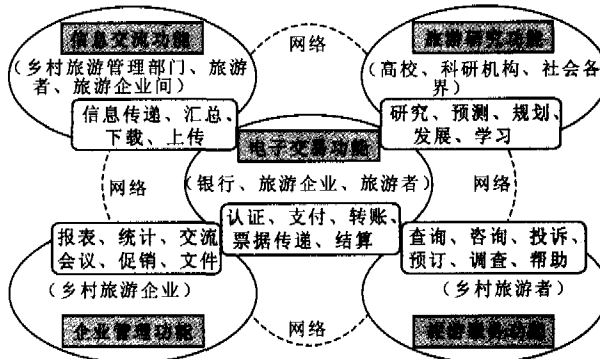 信息交流功能
网络
旅游研究功能
(乡村旅游管理部门、旅游
者、旅游企业间)
(高校、科研机构、社会各
界)
信息传递、汇总、
下载、上传
研究、预测、规划、
发展、学习
电子交易功能
网络
(银行、旅游企业、旅游者)
网络
认证、支付、转账、
票据传递、结算
报表、统计、交流
会议、促销、文件
查询、咨询、投诉、
预订、调查、帮助
(乡村旅游企业)
(乡村旅游者)
企业管理功能
网络